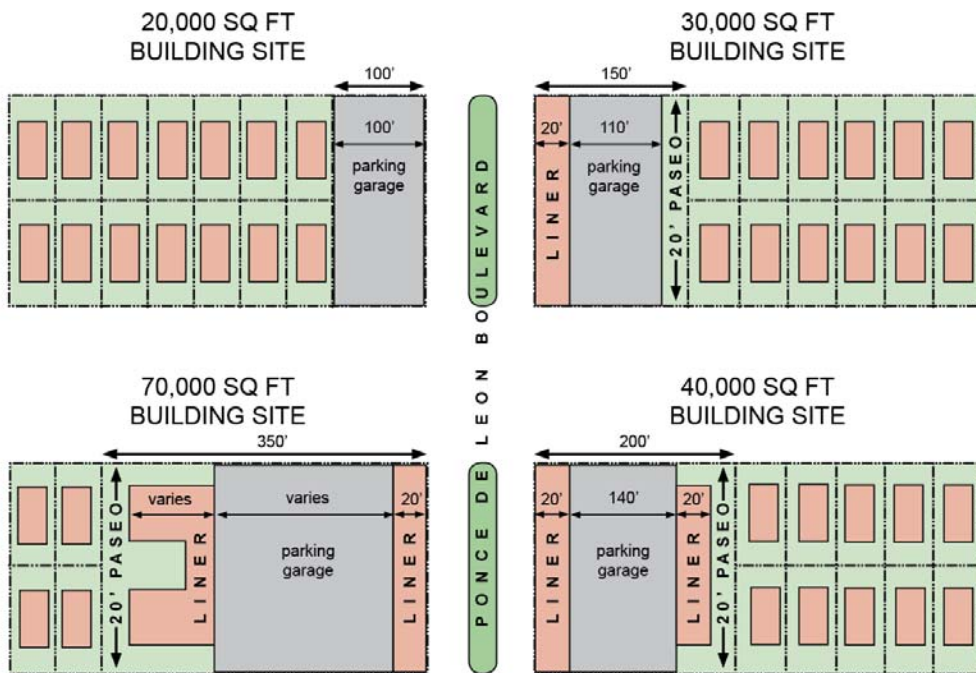 20,000 SQ FT
BUILDING SITE
100’
100’
parking
garage
30,000 SQ FT
BUILDING SITE
150’
20’
110’
LINER
parking
garage
20’ PASEO
PONCE DE LEON BOULEVARD
70,000 SQ FT
BUILDING SITE
350’
20’ PASEO
varies
LINER
varies
parking
garage
20’
LINER
40,000 SQ FT
BUILDING SITE
200’
20’
LINER
140’
parking
garage
20’
LINER
20’ PASEO